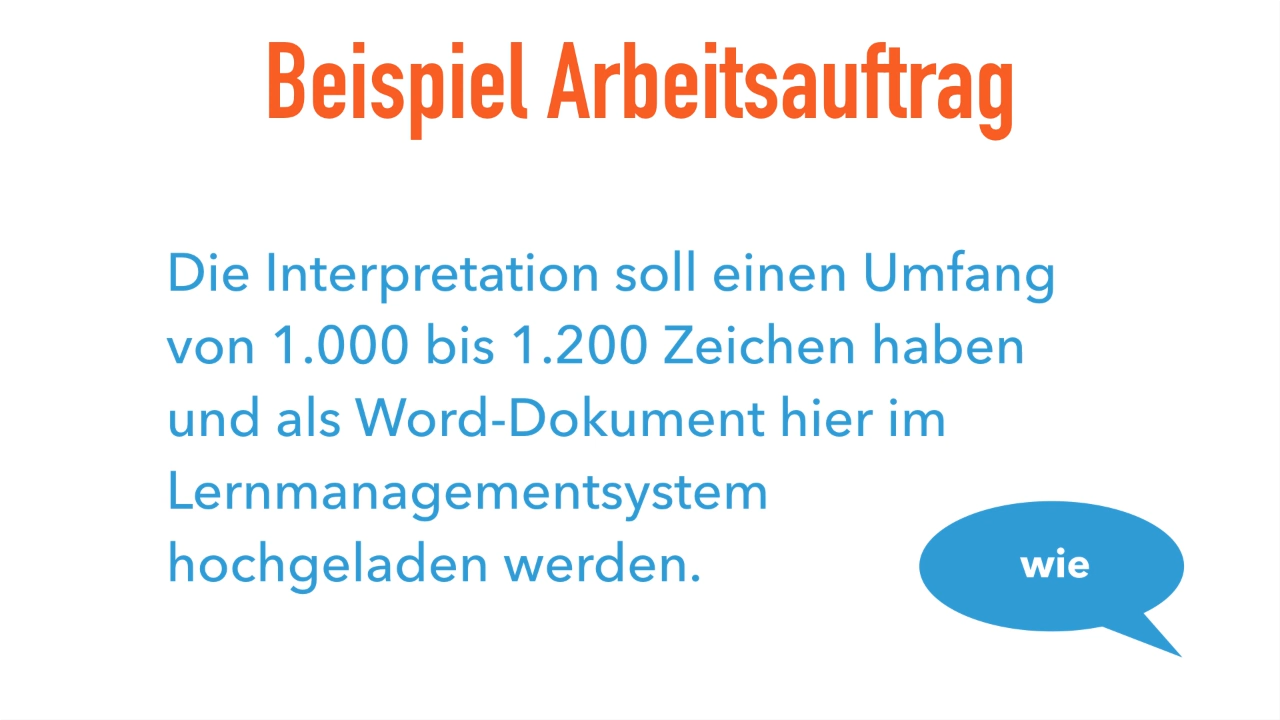 Beispiel Arbeitsauftrag
Die Interpretation soll einen Umfang
von 1.000 bis 1.200 Zeichen haben
und als Word-Dokument hier im
Lernmanagementsystem
hochgeladen werden.
wie